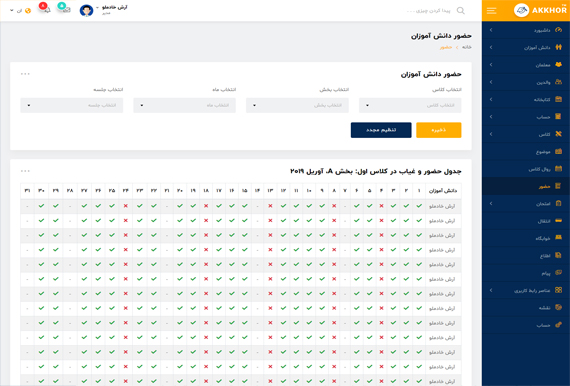 AKKHOR
پیدا کردن چیزی .....
آرش خادملو
مدیر
ان
داشبورد
دانش آموزان
معلمان
والدین
کتابخانه
حساب
کلاس
موضوع
روال کلاس
حضور
امتحان
انتقال
خوابگاه
اطلاع
پیام
عناصر رابط کاربری
نقشه
حساب
حضور دانش آموزان
خانه - حضور
حضور دانش آموزان
انتخاب کلاس
انتخاب بخش
انتخاب ماه
انتخاب جلسه
انتخاب کلاس
انتخاب بخش
انتخاب ماه
انتخاب جلسه
ذخیره
تنظیم مجدد
جدول حضور و غیاب در کلاس اول: بخش A، آوریل ۲۰۱۹
دانش آموزان ۱ ۲ ۳ ۴ ۵ ۶ ۷ ۸ ۹ ۱۰ ۱۱ ۱۲ ۱۳ ۱۴ ۱۵ ۱۶ ۱۷ ۱۸ ۱۹ ۲۰ ۲۱ ۲۲ ۲۳ ۲۴ ۲۵ ۲۶ ۲۷ ۲۸ ۲۹ ۳۰ ۳۱
آرش خادملو
آرش خادملو
آرش خادملو
آرش خادملو
آرش خادملو
آرش خادملو
آرش خادملو
آرش خادملو
آرش خادملو
آرش خادملو
آرش خادملو
آرش خادملو
آرش خادملو